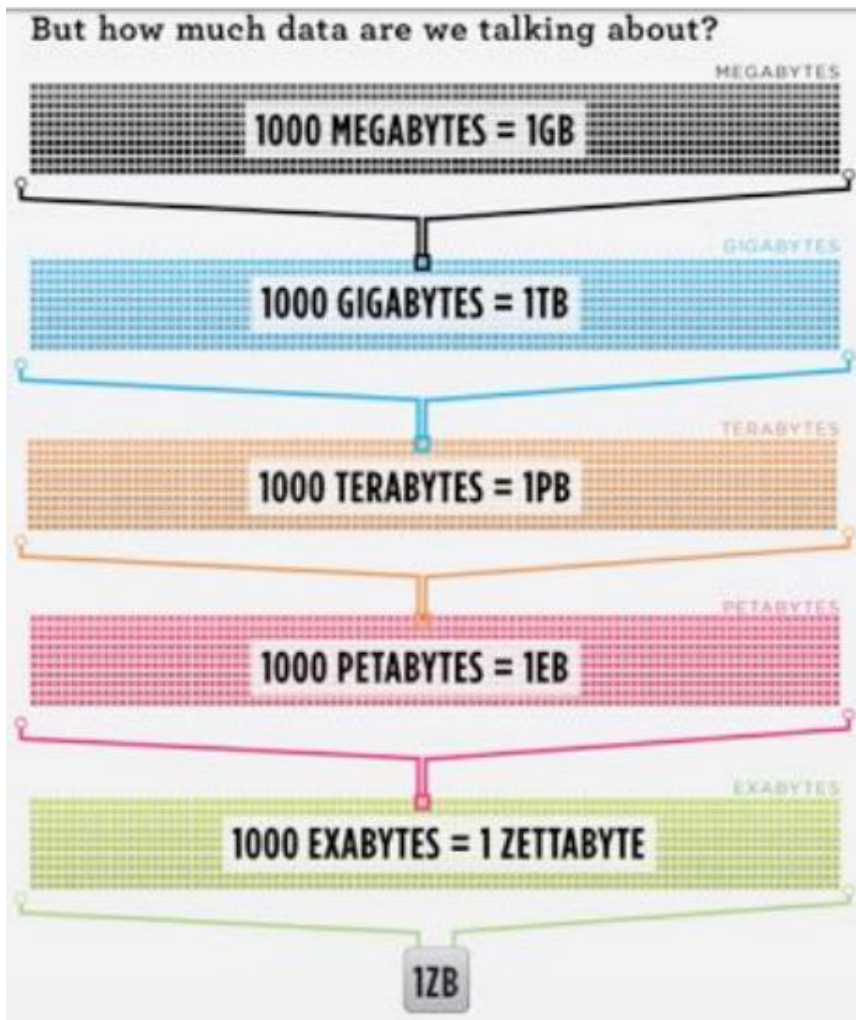 But how much data are we talking about?
MEGABYTES
1000 MEGABYTES = 1GB
GIGABYTES
1000 GIGABYTES = 1TB
TERABYTES
1000 TERABYTES = 1PB
PETABYTES
1000 PETABYTES = 1EB
EXABYTES
1000 EXABYTES = 1 ZETTABYTE
1ZB